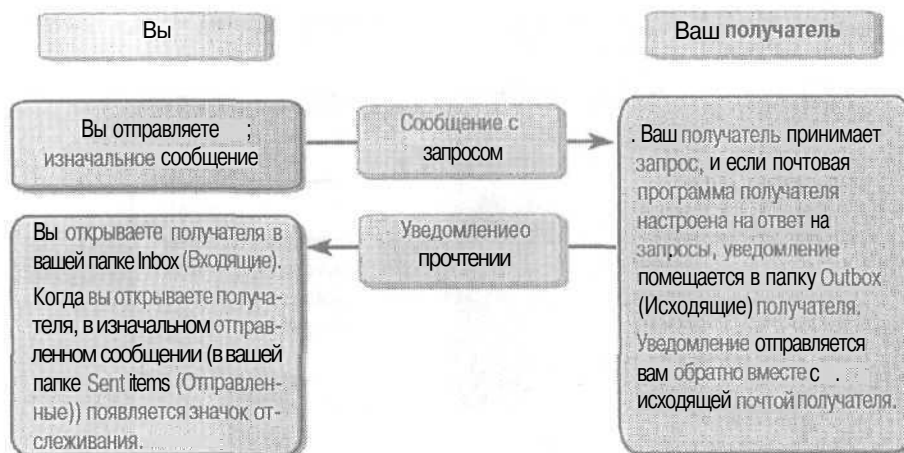 Вы
Ваш получатель
Вы отправляете ;
изначальное сообщение
Сообщение с
запросом
. Ваш получатель принимает
запрос, и если почтовая
программа получателя
настроена на ответ на
запросы, уведомление
помещается в папку Outbox
(Исходящие) получателя.
Уведомление отправляется
вам обратно вместе с .
исходящей почтой получателя.
Уведомлениео
прочтении
Вы открываете получателя в
вашей папке Inbox (Входящие).
Когда вы открываете получа-
теля, в изначальном отправ-
ленном сообщении (в вашей
папке Sent items (Отправлен-
ные)) появляется значок от-
слеживания.